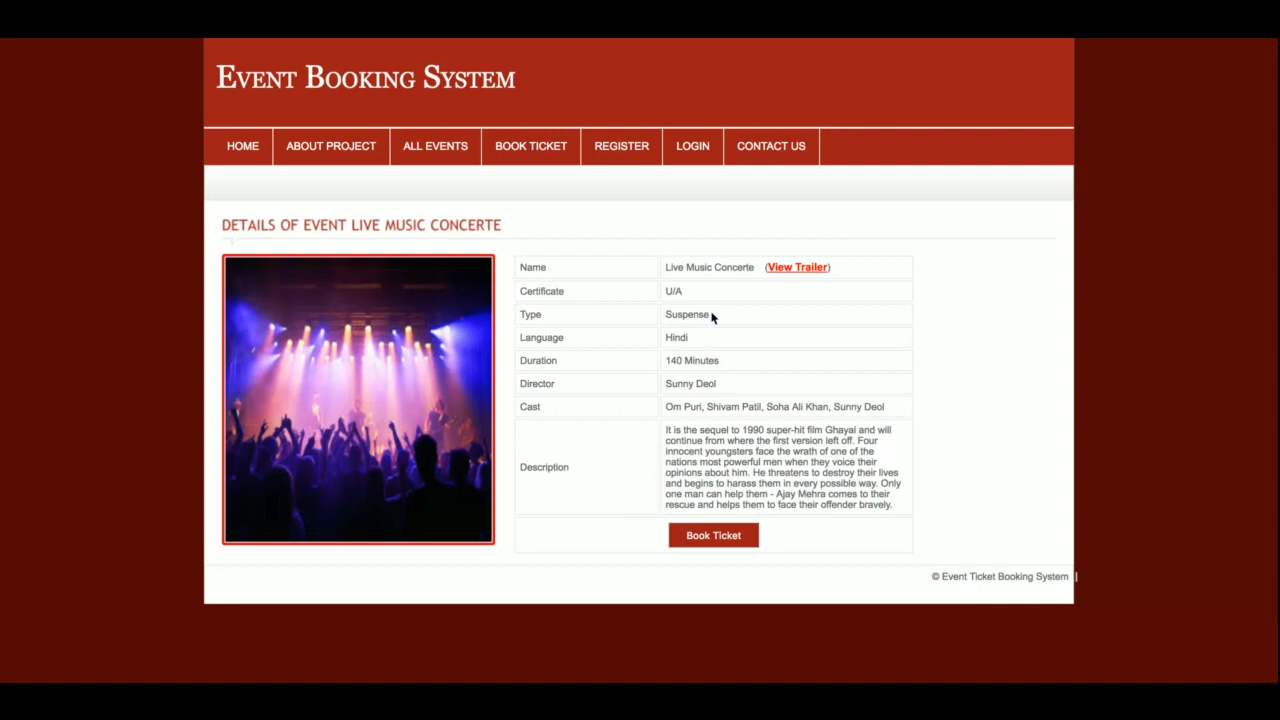 Event Booking System
HOME ABOUT PROJECT ALL EVENTS BOOK TICKET REGISTER LOGIN CONTACT US
DETAILS OF EVENT LIVE MUSIC CONCERTE
Name Live Music Concerte (View Trailer)
Certificate U/A
Type Suspense
Language Hindi
Duration 140 Minutes
Director Sunny Deol
Cast Om Puri, Shivam Patil, Soha Ali Khan, Sunny Deol
Description
It is the sequel to 1990 super-hit film Ghayal and will
continue from where the first version left off. Four
innocent youngsters face the wrath of one of the
nations most powerful men when they voice their
opinions about him. He threatens to destroy their lives
and begins to harass them in every possible way. Only
one man can help them - Ajay Mehra comes to their
rescue and helps them to face their offender bravely.
Book Ticket
© Event Ticket Booking System |